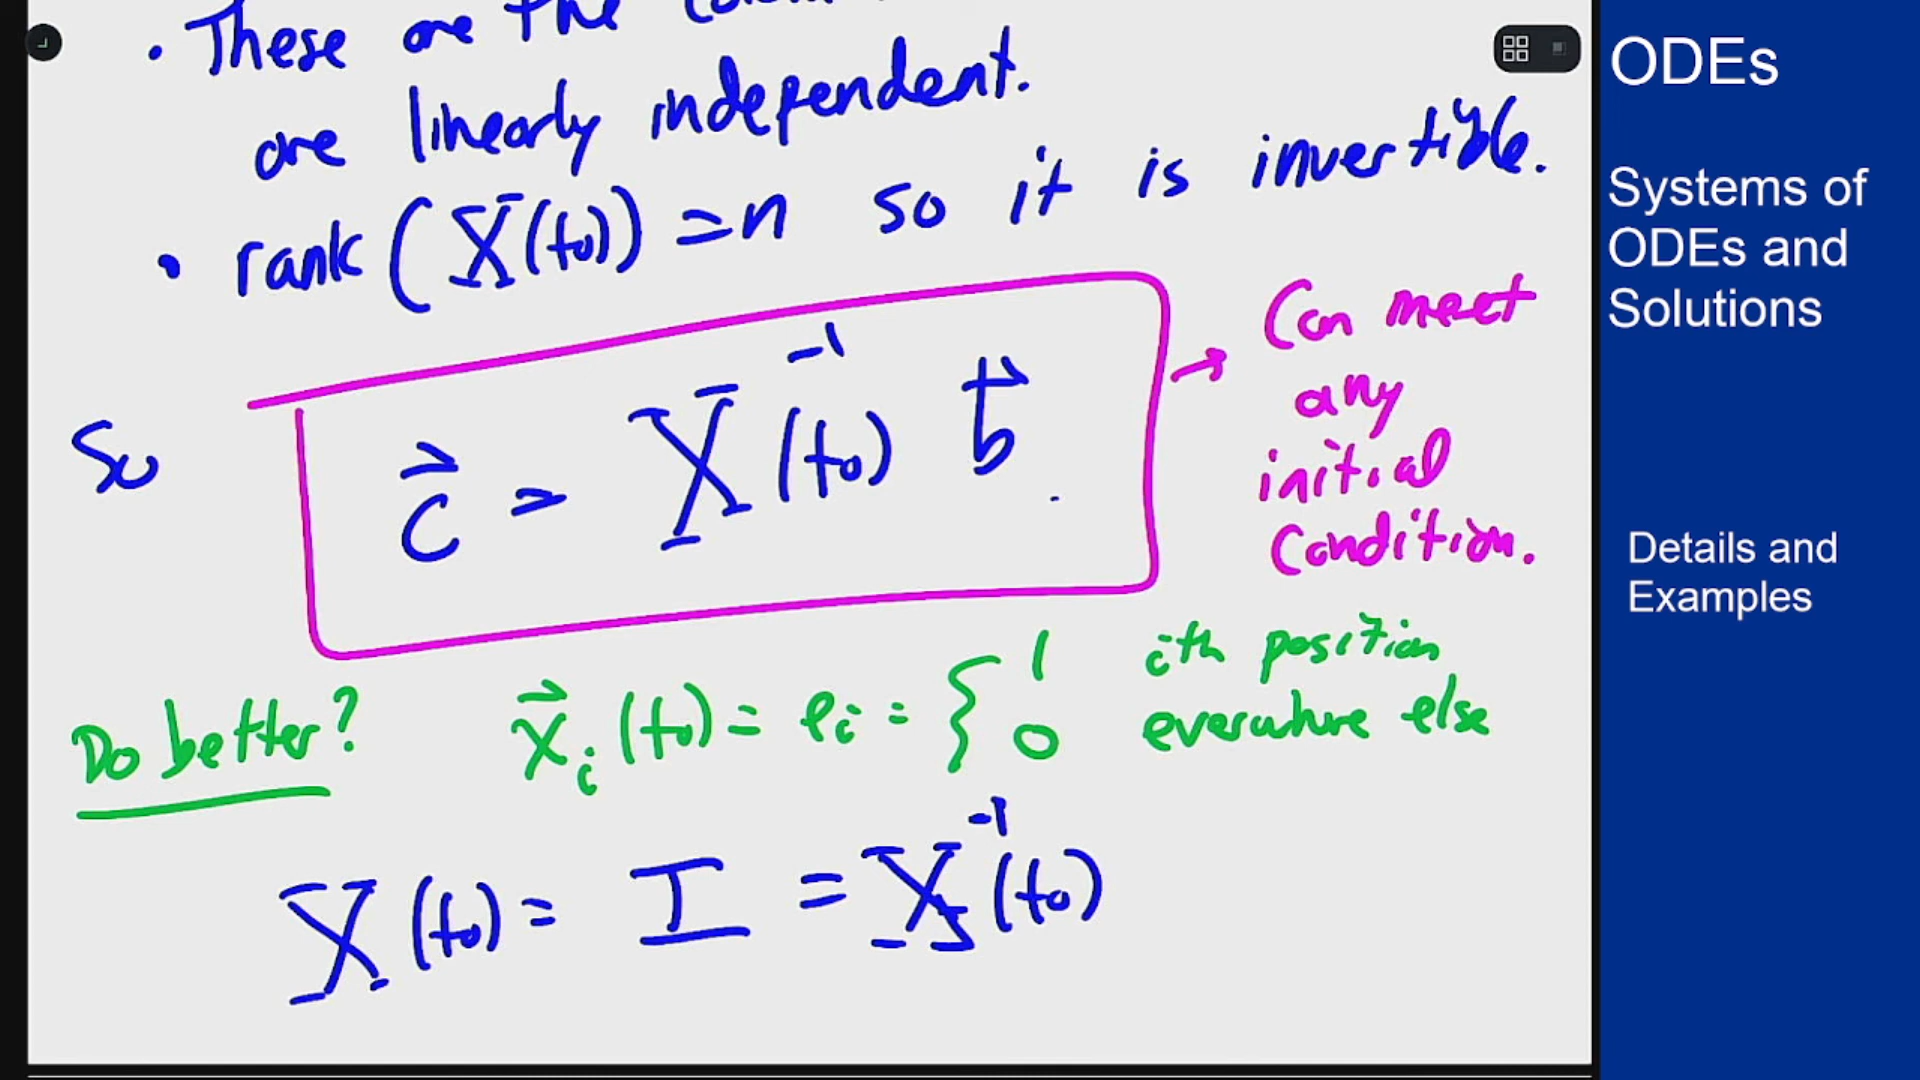 • These are the
are linearly independent.
• rank (X(t₀)) = n so it is invertible.
So c⃗ = X⁻¹(t₀) b⃗.
→ Can meet
any
initial
Condition.
Do better? x⃗ᵢ(t₀) = eᵢ = { 1 ith position
0 everywhere else
X(t₀) = I = X⁻¹(t₀)
ODEs
Systems of
ODEs and
Solutions
Details and
Examples